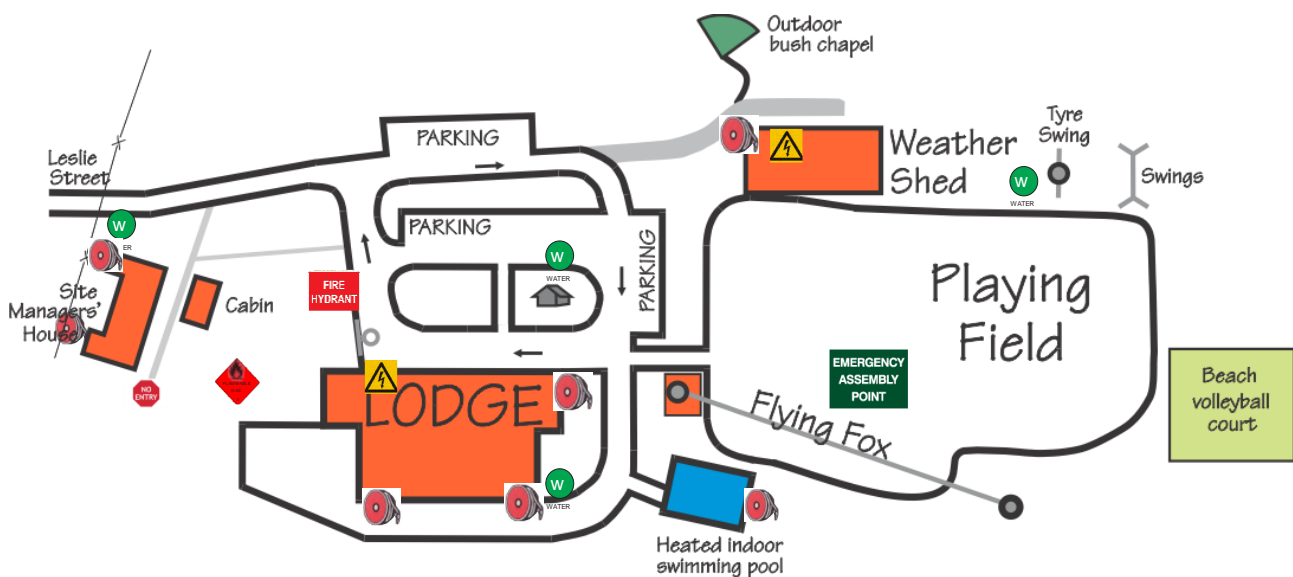 Outdoor
bush chapel
PARKING
Weather
Shed
Tyre
Swing
Swings
Leslie
Street
W
WATER
W
ER
PARKING
PARKING
W
WATER
Playing
Field
Site
Managers'
House
Cabin
FIRE
HYDRANT
NO
ENTRY
LODGE
EMERGENCY
ASSEMBLY
POINT
Flying Fox
Beach
volleyball
court
W
WATER
Heated indoor
swimming pool